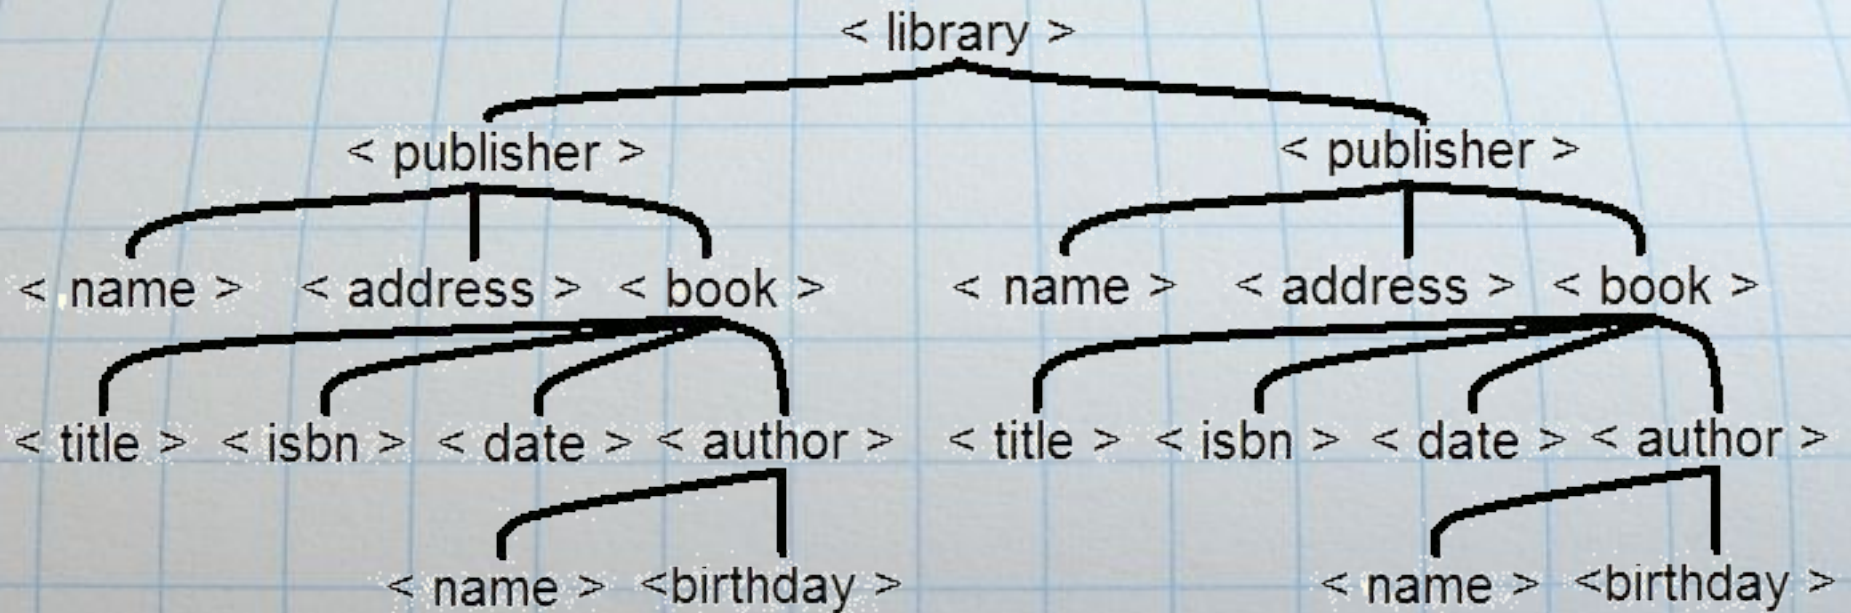 < library >
< publisher > < publisher >
< name > < address > < book > < name > < address > < book >
< title > < isbn > < date > < author > < title > < isbn > < date > < author >
< name > <birthday > < name > <birthday >